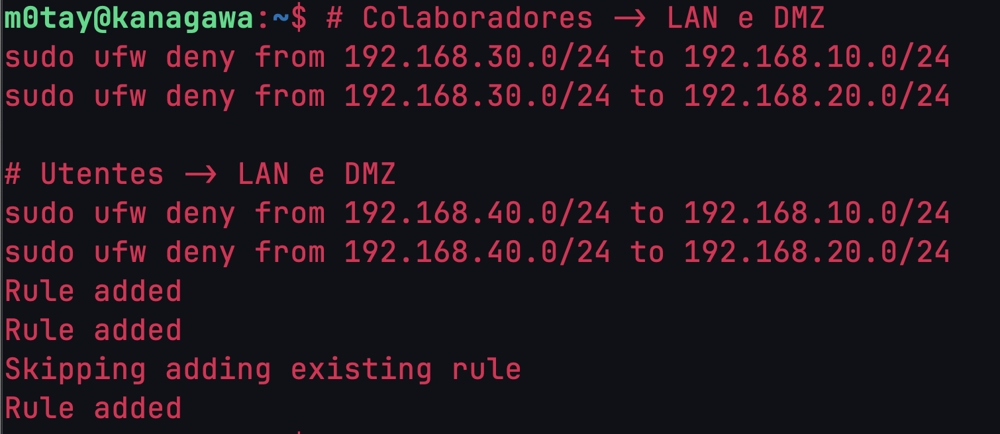 m0tay@kanagawa:~$ # Colaboradores -> LAN e DMZ
sudo ufw deny from 192.168.30.0/24 to 192.168.10.0/24
sudo ufw deny from 192.168.30.0/24 to 192.168.20.0/24
# Utentes -> LAN e DMZ
sudo ufw deny from 192.168.40.0/24 to 192.168.10.0/24
sudo ufw deny from 192.168.40.0/24 to 192.168.20.0/24
Rule added
Rule added
Skipping adding existing rule
Rule added